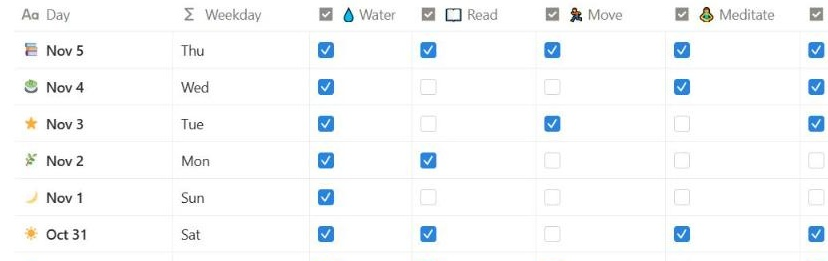 Aa Day Σ Weekday Water Read Move Meditate
Nov 5 Thu
Nov 4 Wed
Nov 3 Tue
Nov 2 Mon
Nov 1 Sun
Oct 31 Sat